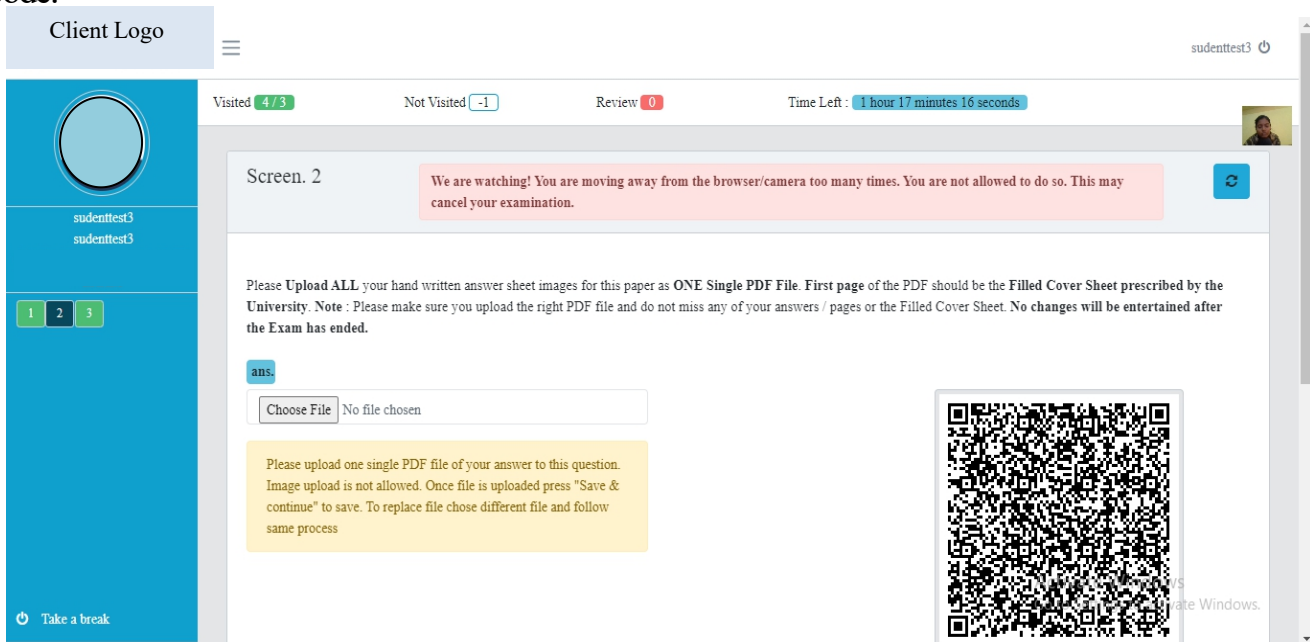 Client Logo
sudenttest3
Visited 4 / 3 Not Visited -1 Review 0 Time Left : 1 hour 17 minutes 16 seconds
sudenttest3
sudenttest3
1 2 3
Take a break
Screen. 2
We are watching! You are moving away from the browser/camera too many times. You are not allowed to do so. This may
cancel your examination.
Please Upload ALL your hand written answer sheet images for this paper as ONE Single PDF File. First page of the PDF should be the Filled Cover Sheet prescribed by the
University. Note : Please make sure you upload the right PDF file and do not miss any of your answers / pages or the Filled Cover Sheet. No changes will be entertained after
the Exam has ended.
ans.
Choose File No file chosen
Please upload one single PDF file of your answer to this question.
Image upload is not allowed. Once file is uploaded press "Save &
continue" to save. To replace file chose different file and follow
same process